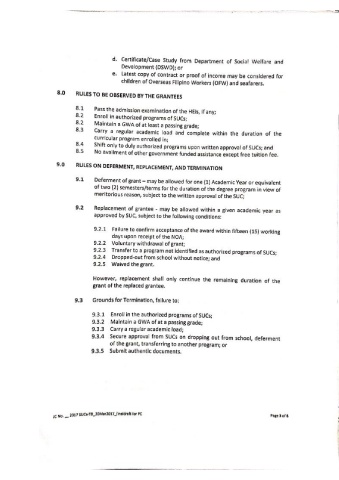 d. Certificate/Case Study from Department of Social Welfare and
Development (DSWD); or
e. Latest copy of contract or proof of income may be considered for
children of Overseas Filipino Workers (OFW) and seafarers.
8.0 RULES TO BE OBSERVED BY THE GRANTEES
8.1 Pass the admission examination of the HEIs, if any;
8.2 Enroll in authorized programs of SUCs;
8.2 Maintain a GWA of at least a passing grade;
8.3 Carry a regular academic load and complete within the duration of the
curricular program enrolled in;
8.4 Shift only to duly authorized programs upon written approval of SUCs; and
8.5 No availment of other government funded assistance except free tuition fee.
9.0 RULES ON DEFERMENT, REPLACEMENT, AND TERMINATION
9.1 Deferment of grant – may be allowed for one (1) Academic Year or equivalent
of two (2) semesters/terms for the duration of the degree program in view of
meritorious reason, subject to the written approval of the SUC;
9.2 Replacement of grantee - may be allowed within a given academic year as
approved by SUC, subject to the following conditions:
9.2.1 Failure to confirm acceptance of the award within fifteen (15) working
days upon receipt of the NOA;
9.2.2 Voluntary withdrawal of grant;
9.2.3 Transfer to a program not identified as authorized programs of SUCs;
9.2.4 Dropped-out from school without notice; and
9.2.5 Waived the grant.
However, replacement shall only continue the remaining duration of the
grant of the replaced grantee.
9.3 Grounds for Termination, failure to:
9.3.1 Enroll in the authorized programs of SUCs;
9.3.2 Maintain a GWA of at a passing grade;
9.3.3 Carry a regular academic load;
9.3.4 Secure approval from SUCs on dropping out from school, deferment
of the grant, transferring to another program; or
9.3.5 Submit authentic documents.
JC No. __ 2017 SUCs-TR_20Mar2017_ for PC Page 3 of 6